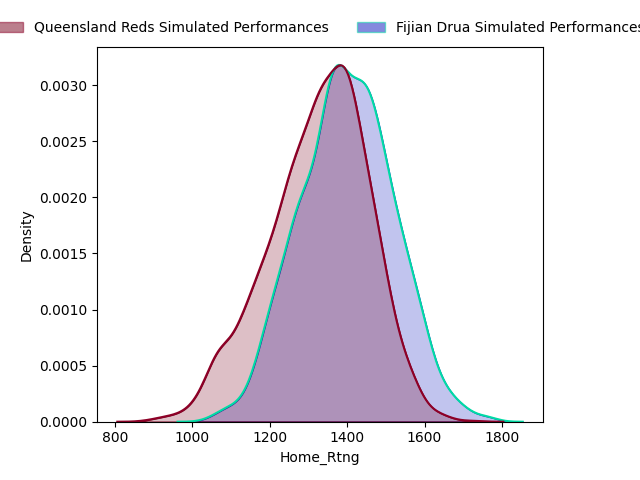 Queensland Reds Simulated Performances
Fijian Drua Simulated Performances
0.0030
0.0025
0.0020
0.0015
0.0010
0.0005
0.0000
Density
800 1000 1200 1400 1600 1800
Home_Rtng